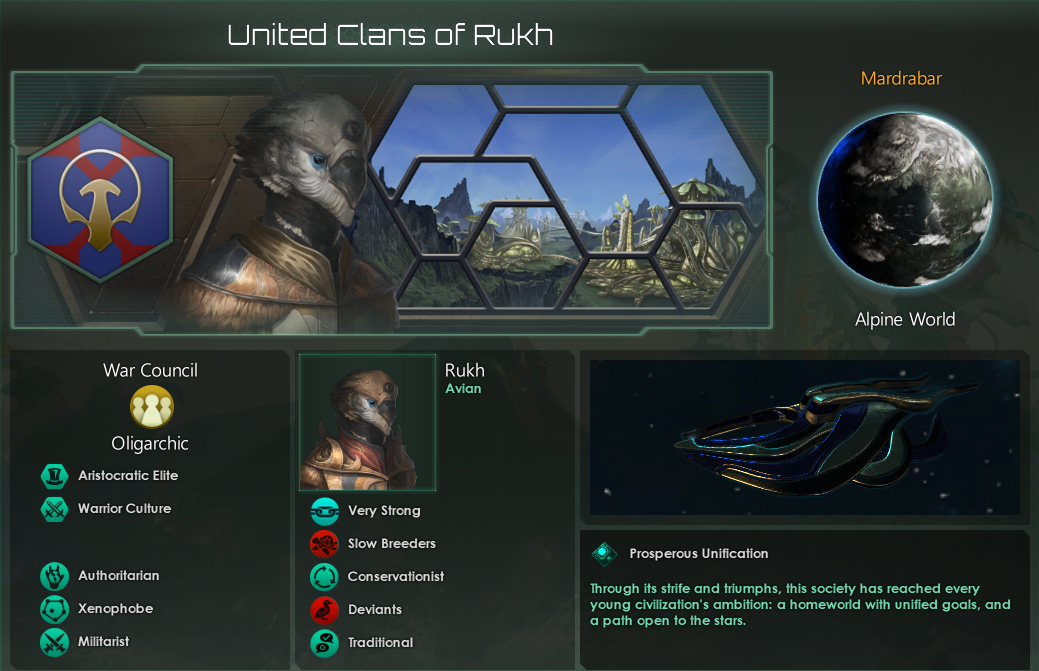 United Clans of Rukh
Mardrabar
Alpine World
War Council
Oligarchic
Aristocratic Elite
Warrior Culture
Authoritarian
Xenophobe
Militarist
Rukh
Avian
Very Strong
Slow Breeders
Conservationist
Deviants
Traditional
Prosperous Unification
Through its strife and triumphs, this society has reached every
young civilization's ambition: a homeworld with unified goals, and
a path open to the stars.